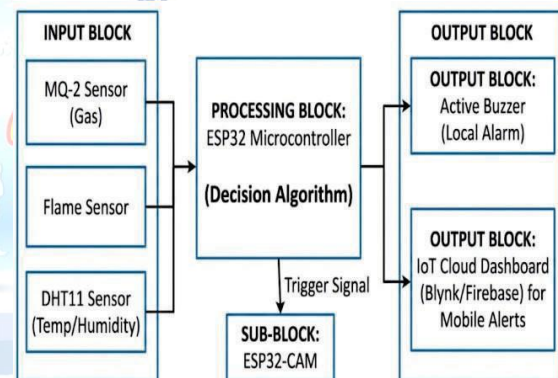 INPUT BLOCK
MQ-2 Sensor
(Gas)
Flame Sensor
DHT11 Sensor
(Temp/Humidity)
PROCESSING BLOCK:
ESP32 Microcontroller
(Decision Algorithm)
Trigger Signal
SUB-BLOCK:
ESP32-CAM
OUTPUT BLOCK
OUTPUT BLOCK:
Active Buzzer
(Local Alarm)
OUTPUT BLOCK:
IoT Cloud Dashboard
(Blynk/Firebase) for
Mobile Alerts